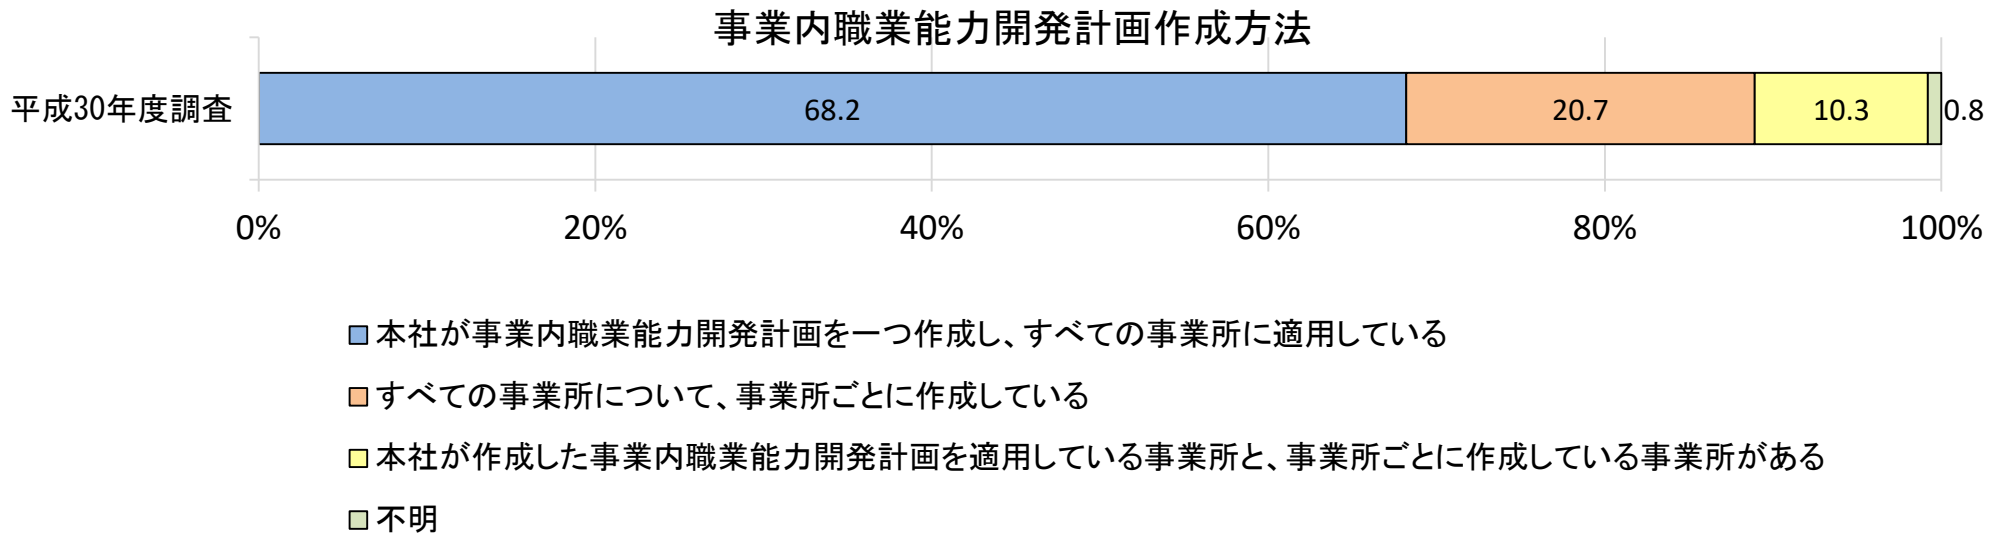 事業内職業能力開発計画作成方法
平成30年度調査
68.2
20.7
10.3
0.8
0%
20%
40%
60%
80%
100%
本社が事業内職業能力開発計画を一つ作成し、すべての事業所に適用している
すべての事業所について、事業所ごとに作成している
本社が作成した事業内職業能力開発計画を適用している事業所と、事業所ごとに作成している事業所がある
不明